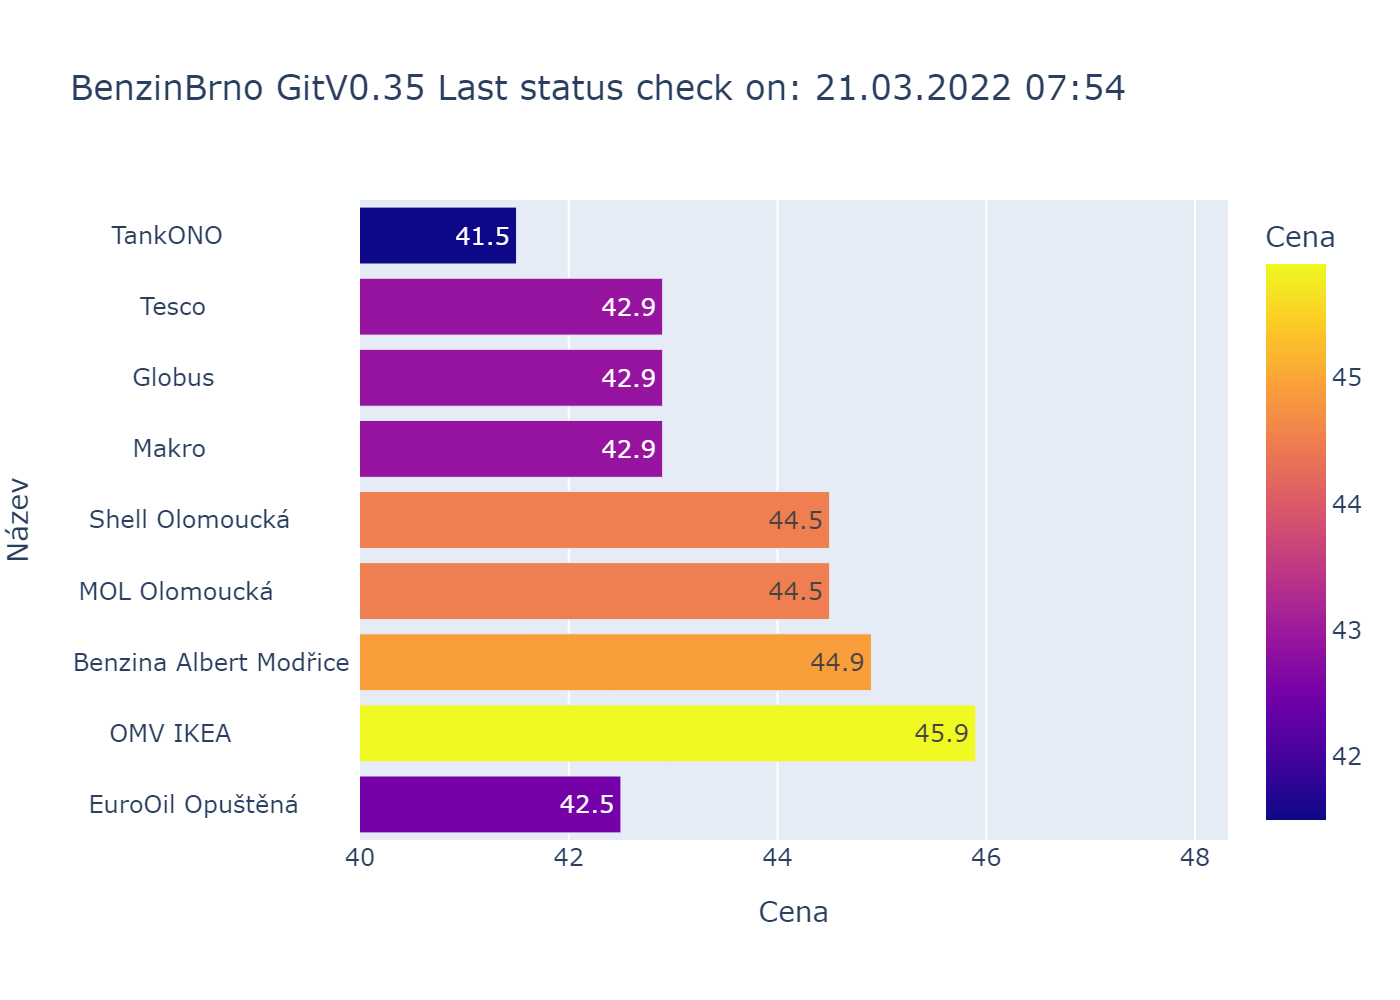 BenzinBrno GitV0.35 Last status check on: 21.03.2022 07:54
Název
TankONO
41.5
Tesco
42.9
Globus
42.9
Makro
42.9
Shell Olomoucká
44.5
MOL Olomoucká
44.5
Benzina Albert Modřice
44.9
OMV IKEA
45.9
EuroOil Opuštěná
42.5
40 42 44 46 48
Cena
Cena
45
44
43
42